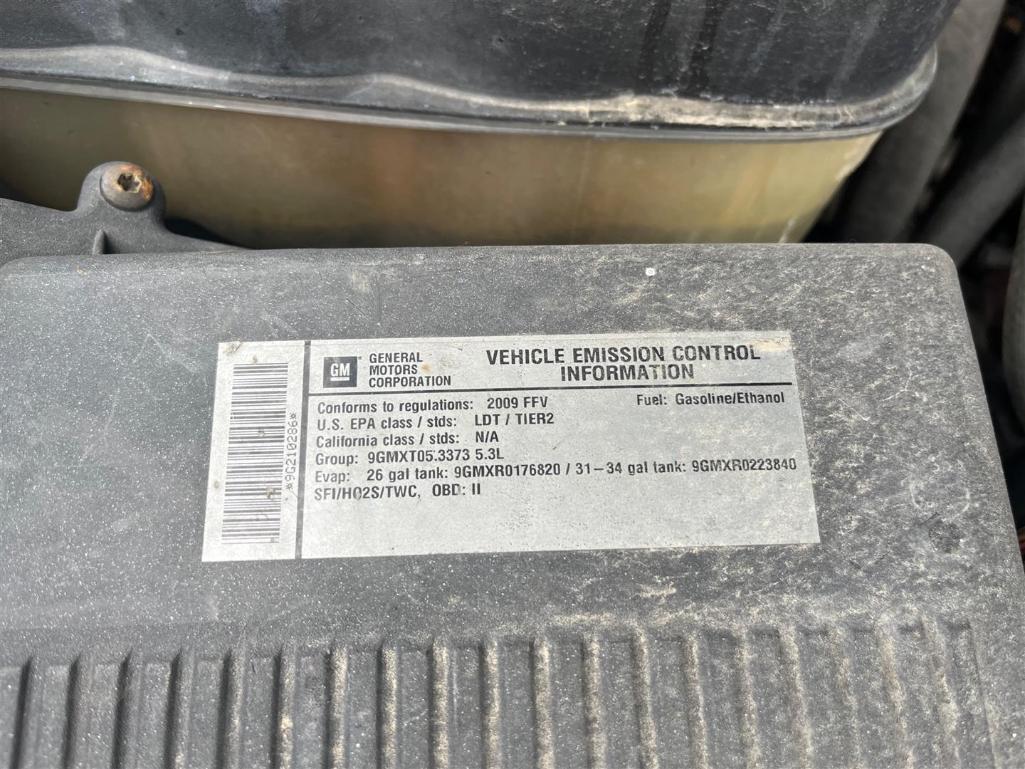 GM
GENERAL
MOTORS
CORPORATION
VEHICLE EMISSION CONTROL
INFORMATION
Conforms to regulations: 2009 FFV
Fuel: Gasoline/Ethanol
U.S. EPA class / stds: LDT / TIER2
California class / stds: N/A
Group: 9GMXT05.3373 5.3L
Evap: 26 gal tank: 9GMXR0176820 / 31-34 gal tank: 9GMXR0223840
SFI/HO2S/TWC, OBD: II
*9G210286*